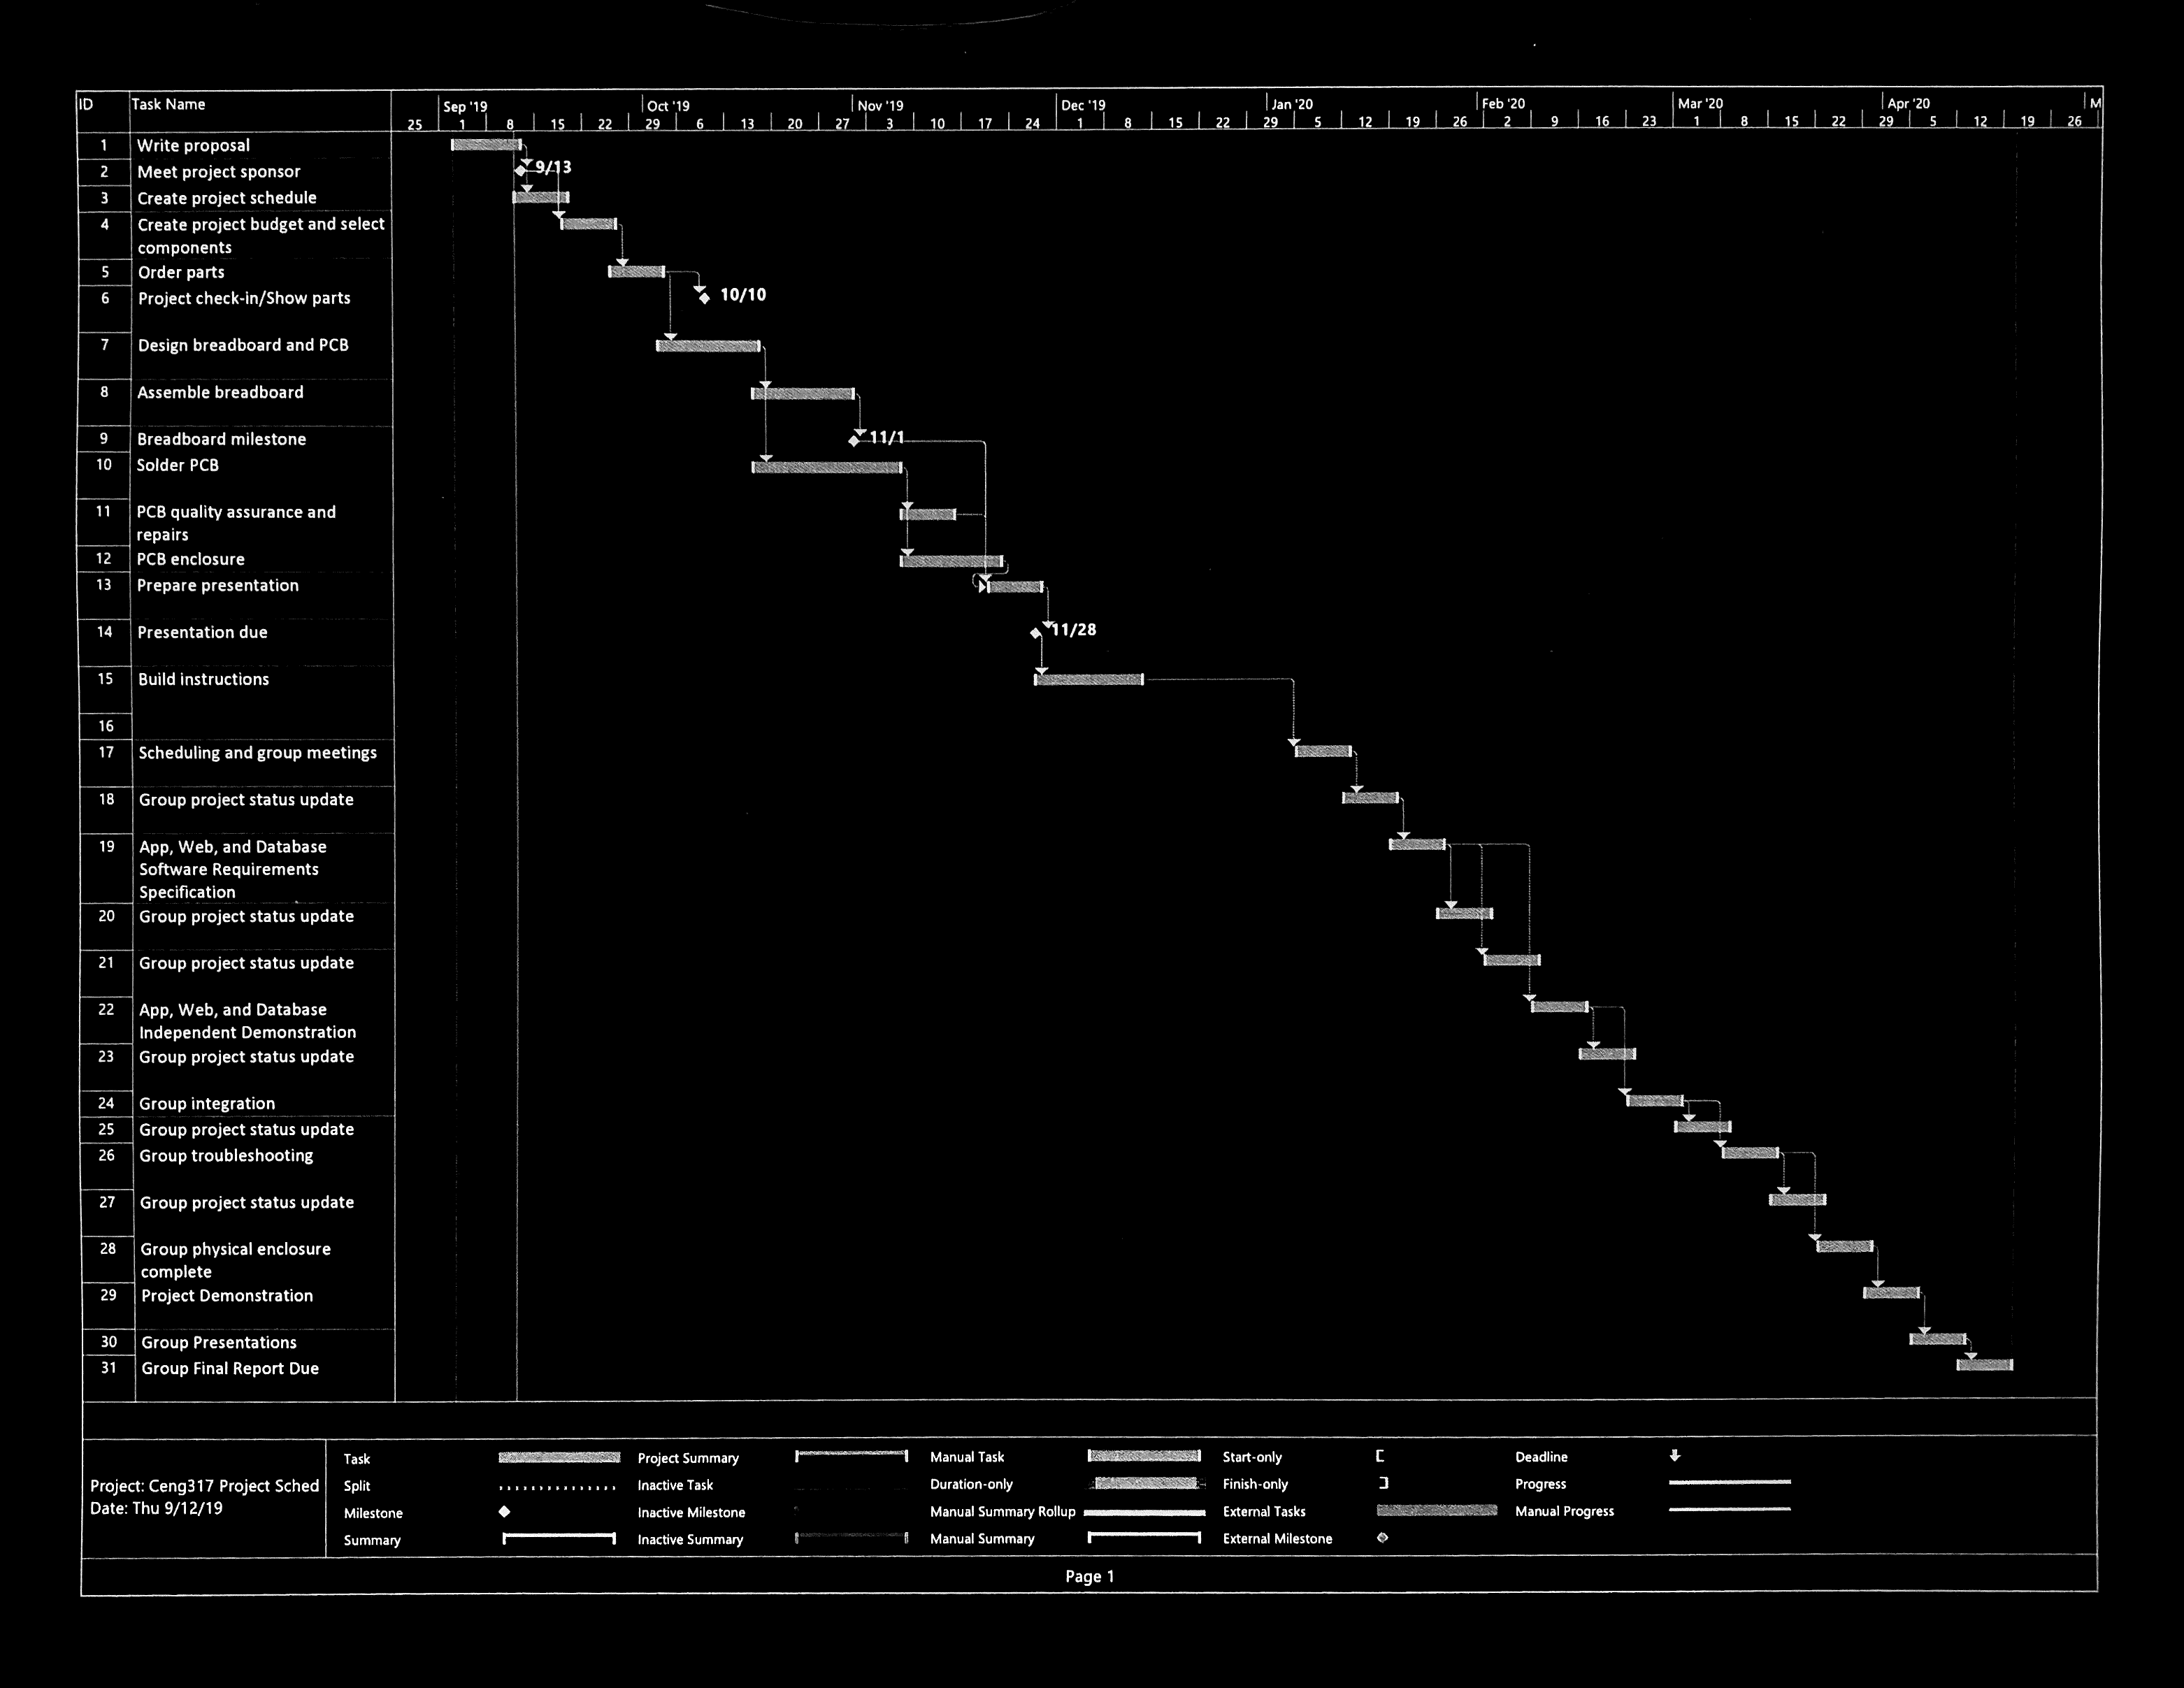 ID Task Name Sep '19 Oct '19 Nov '19 Dec '19 Jan '20 Feb '20 Mar '20 Apr '20 M
25 1 8 15 22 29 6 13 20 27 3 10 17 24 1 8 15 22 29 5 12 19 26 2 9 16 23 1 8 15 22 29 5 12 19 26
1 Write proposal
2 Meet project sponsor 9/13
3 Create project schedule
4 Create project budget and select
components
5 Order parts
6 Project check-in/Show parts 10/10
7 Design breadboard and PCB
8 Assemble breadboard
9 Breadboard milestone 11/1
10 Solder PCB
11 PCB quality assurance and
repairs
12 PCB enclosure
13 Prepare presentation
14 Presentation due 11/28
15 Build instructions
16
17 Scheduling and group meetings
18 Group project status update
19 App, Web, and Database
Software Requirements
Specification
20 Group project status update
21 Group project status update
22 App, Web, and Database
Independent Demonstration
23 Group project status update
24 Group integration
25 Group project status update
26 Group troubleshooting
27 Group project status update
28 Group physical enclosure
complete
29 Project Demonstration
30 Group Presentations
31 Group Final Report Due
Project: Ceng317 Project Sched
Date: Thu 9/12/19
Task Project Summary Manual Task Start-only Deadline
Split Inactive Task Duration-only Finish-only Progress
Milestone Inactive Milestone Manual Summary Rollup External Tasks Manual Progress
Summary Inactive Summary Manual Summary External Milestone
Page 1